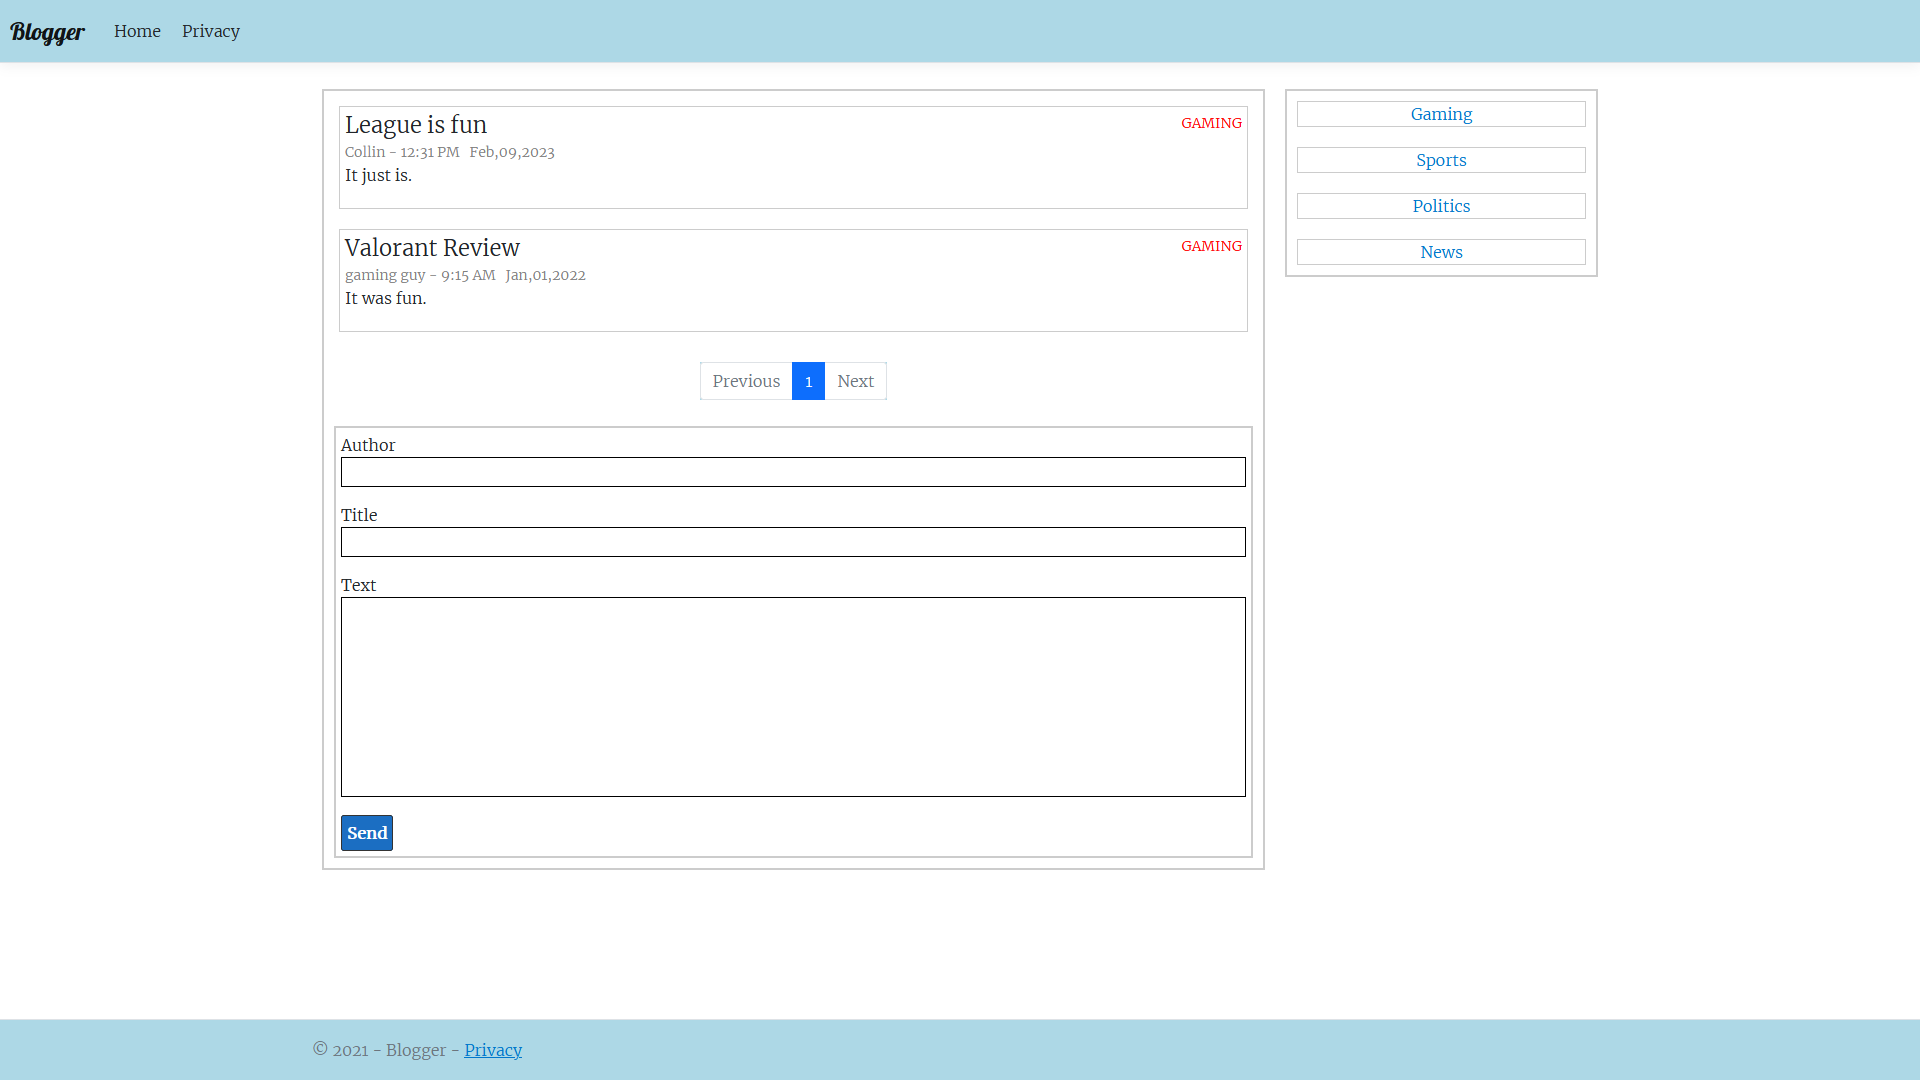 Blogger Home Privacy
League is fun GAMING
Collin - 12:31 PM Feb,09,2023
It just is.
Valorant Review GAMING
gaming guy - 9:15 AM Jan,01,2022
It was fun.
Previous 1 Next
Author
Title
Text
Send
Gaming
Sports
Politics
News
© 2021 - Blogger - Privacy